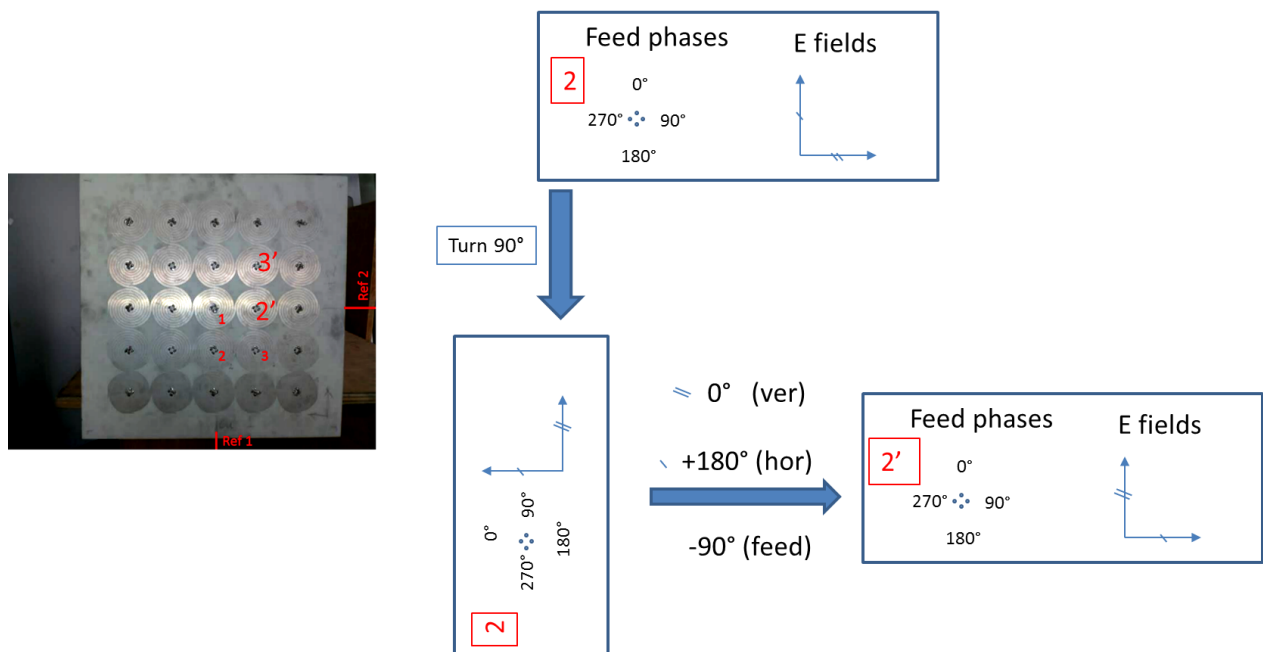 Feed phases
E fields
2
0°
270°
90°
180°
Turn 90°
3’
2’
1
2
3
Ref 2
Ref 1
0°
90°
270°
180°
2
0° (ver)
+180° (hor)
-90° (feed)
Feed phases
E fields
2’
0°
270°
90°
180°